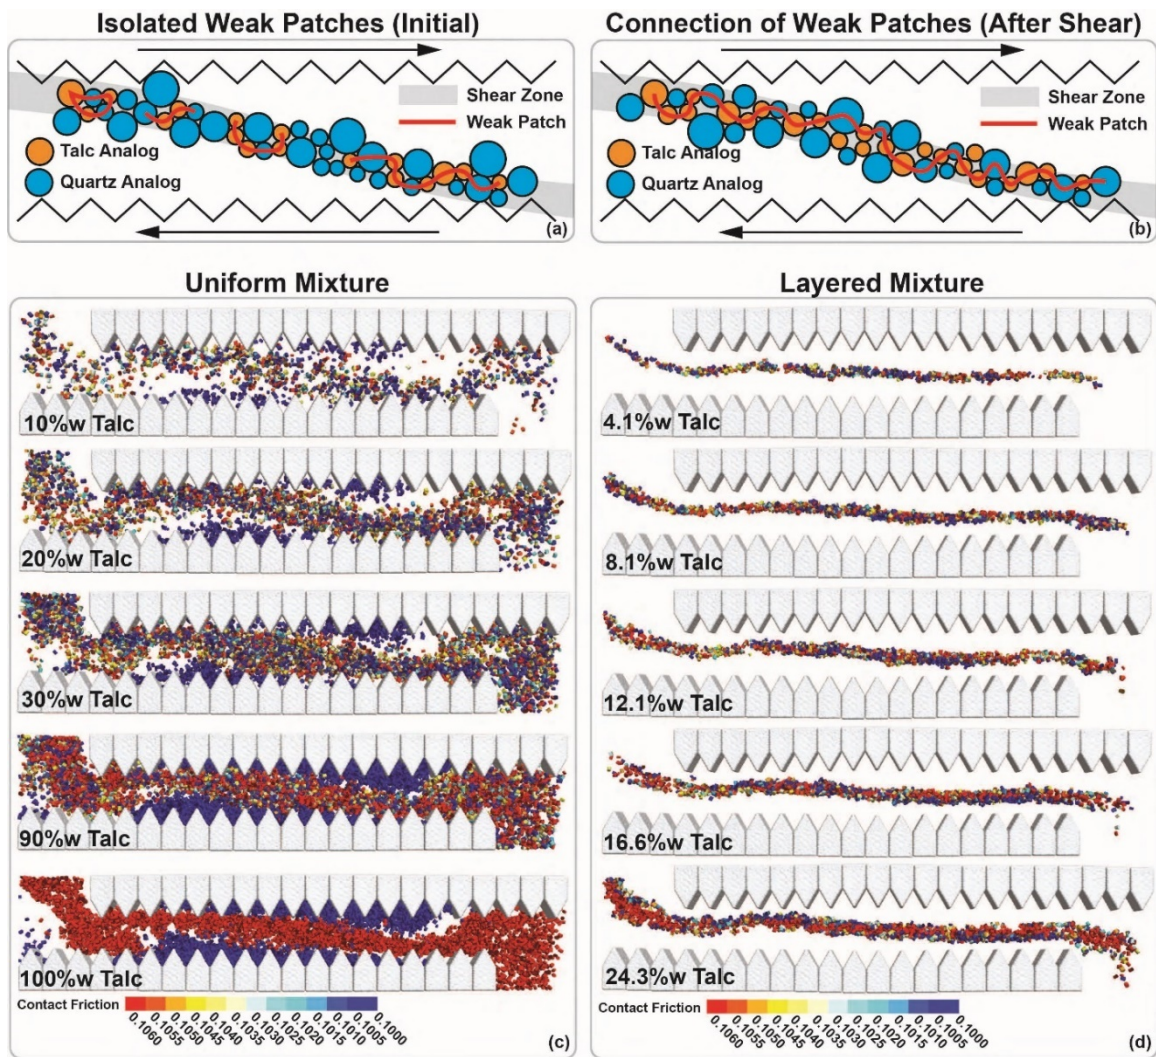 Isolated Weak Patches (Initial)
Shear Zone
Weak Patch
Talc Analog
Quartz Analog
(a)
Connection of Weak Patches (After Shear)
Shear Zone
Weak Patch
Talc Analog
Quartz Analog
(b)
Uniform Mixture
10%w Talc
20%w Talc
30%w Talc
90%w Talc
100%w Talc
Contact Friction
0.1060
0.1055
0.1050
0.1045
0.1040
0.1035
0.1030
0.1025
0.1020
0.1015
0.1010
0.1005
0.1000
(c)
Layered Mixture
4.1%w Talc
8.1%w Talc
12.1%w Talc
16.6%w Talc
24.3%w Talc
Contact Friction
0.1060
0.1055
0.1050
0.1045
0.1040
0.1035
0.1030
0.1025
0.1020
0.1015
0.1010
0.1005
0.1000
(d)